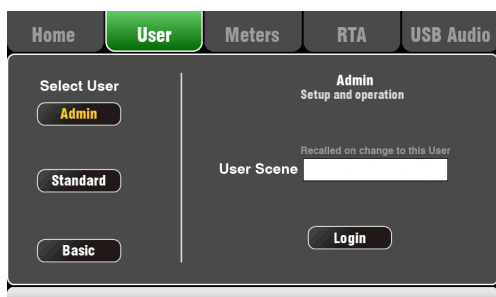 Home User Meters RTA USB Audio
Select User
Admin
Standard
Basic
Admin
Setup and operation
Recalled on change to this User
User Scene
Login